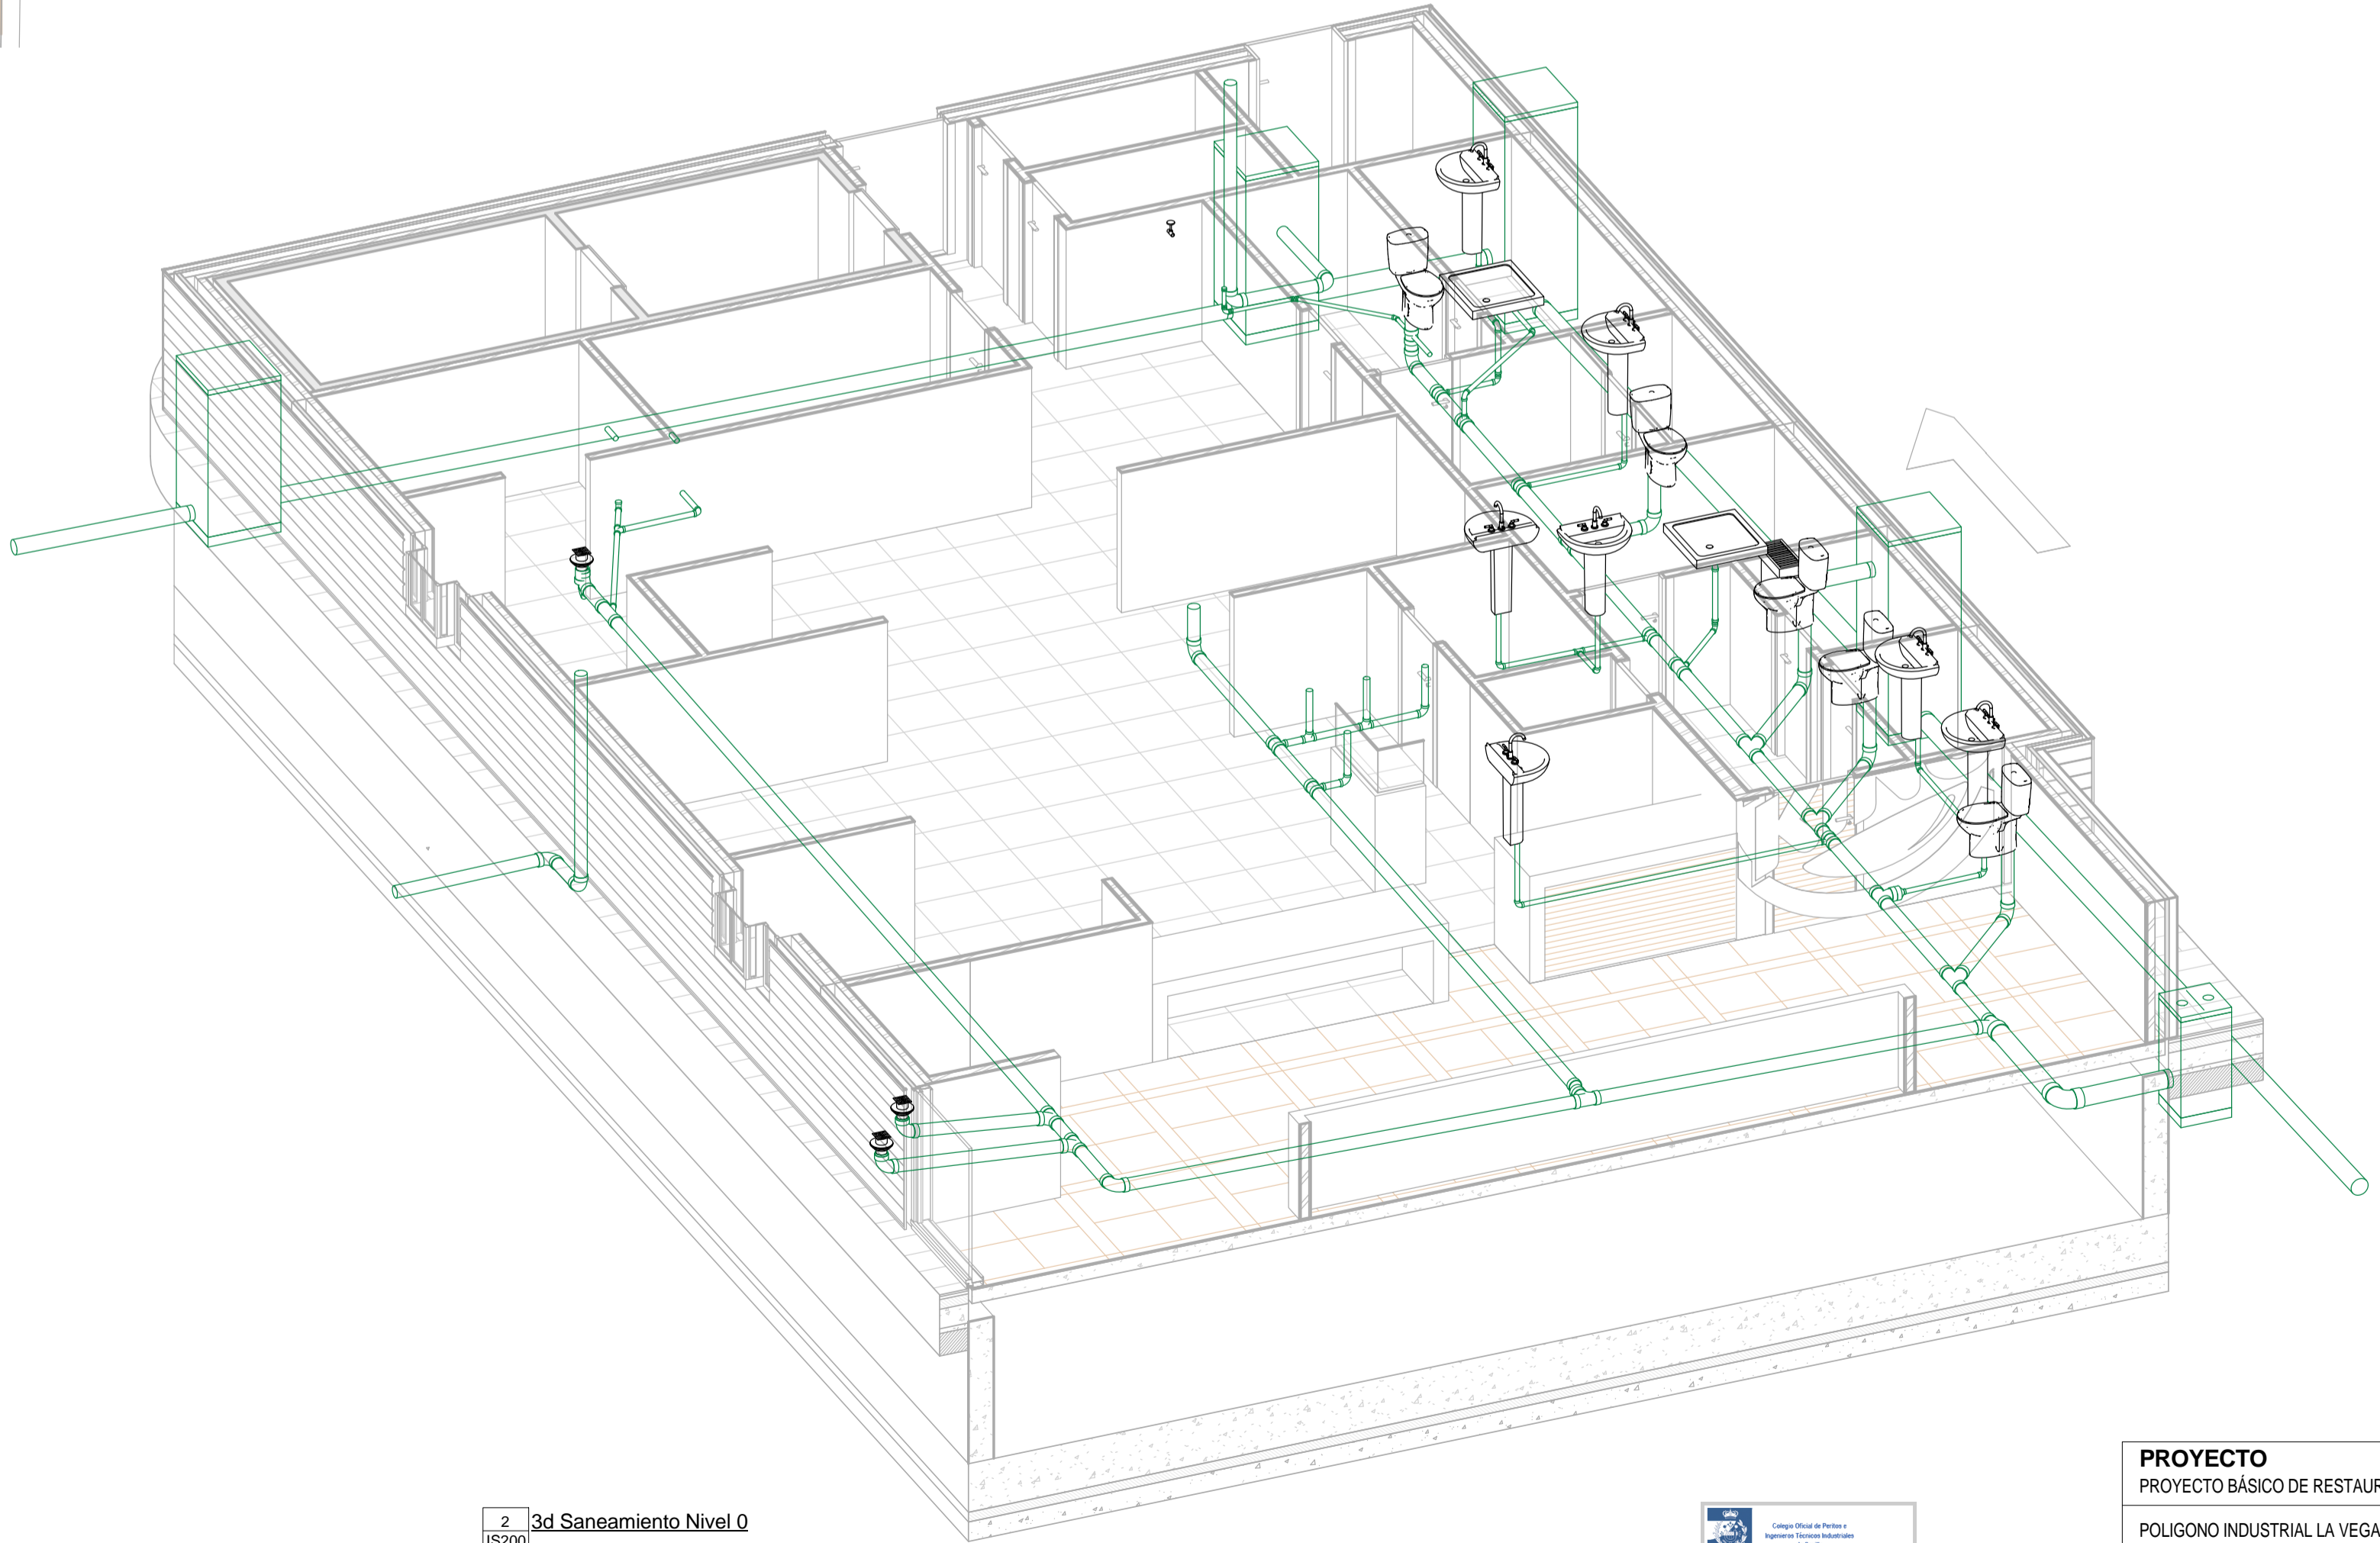 2
3d Saneamiento Nivel 0
IS200
Colegio Oficial de Peritos e
Ingenieros Técnicos Industriales
PROYECTO
PROYECTO BÁSICO DE RESTAUR
POLIGONO INDUSTRIAL LA VEGA